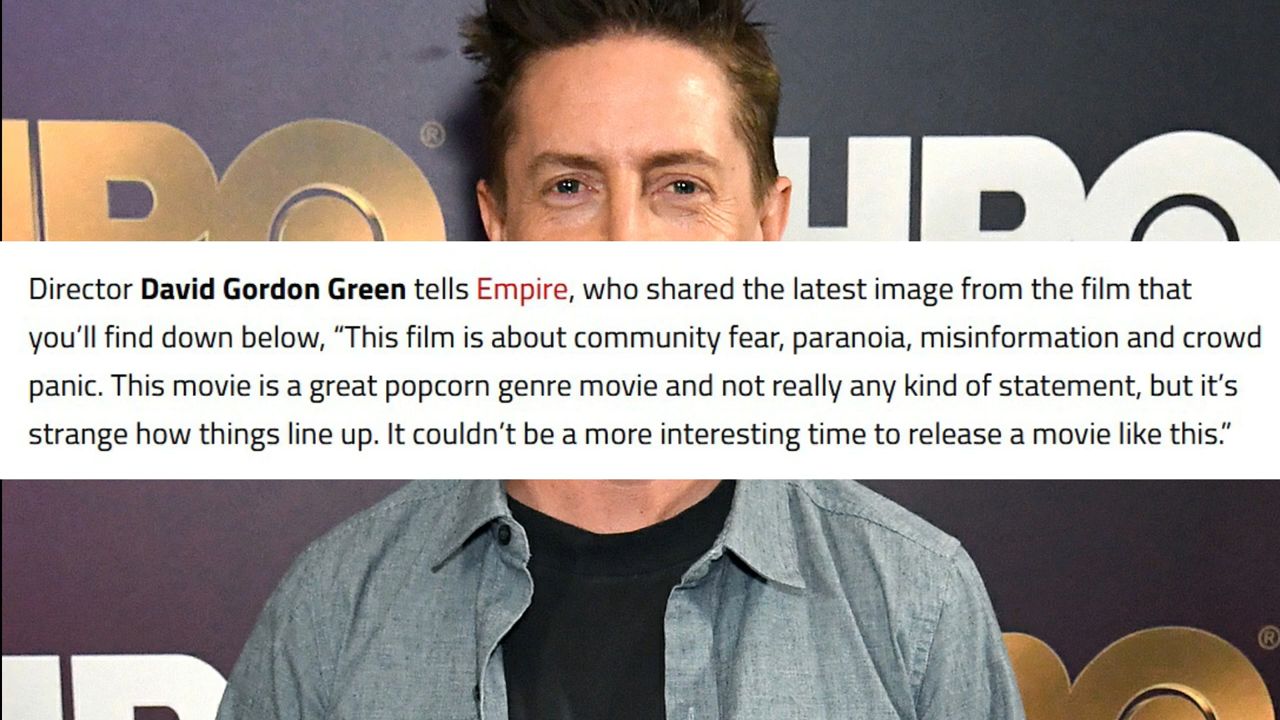 HBO®
HBO
Director David Gordon Green tells Empire, who shared the latest image from the film that
you’ll find down below, “This film is about community fear, paranoia, misinformation and crowd
panic. This movie is a great popcorn genre movie and not really any kind of statement, but it’s
strange how things line up. It couldn’t be a more interesting time to release a movie like this.”
®